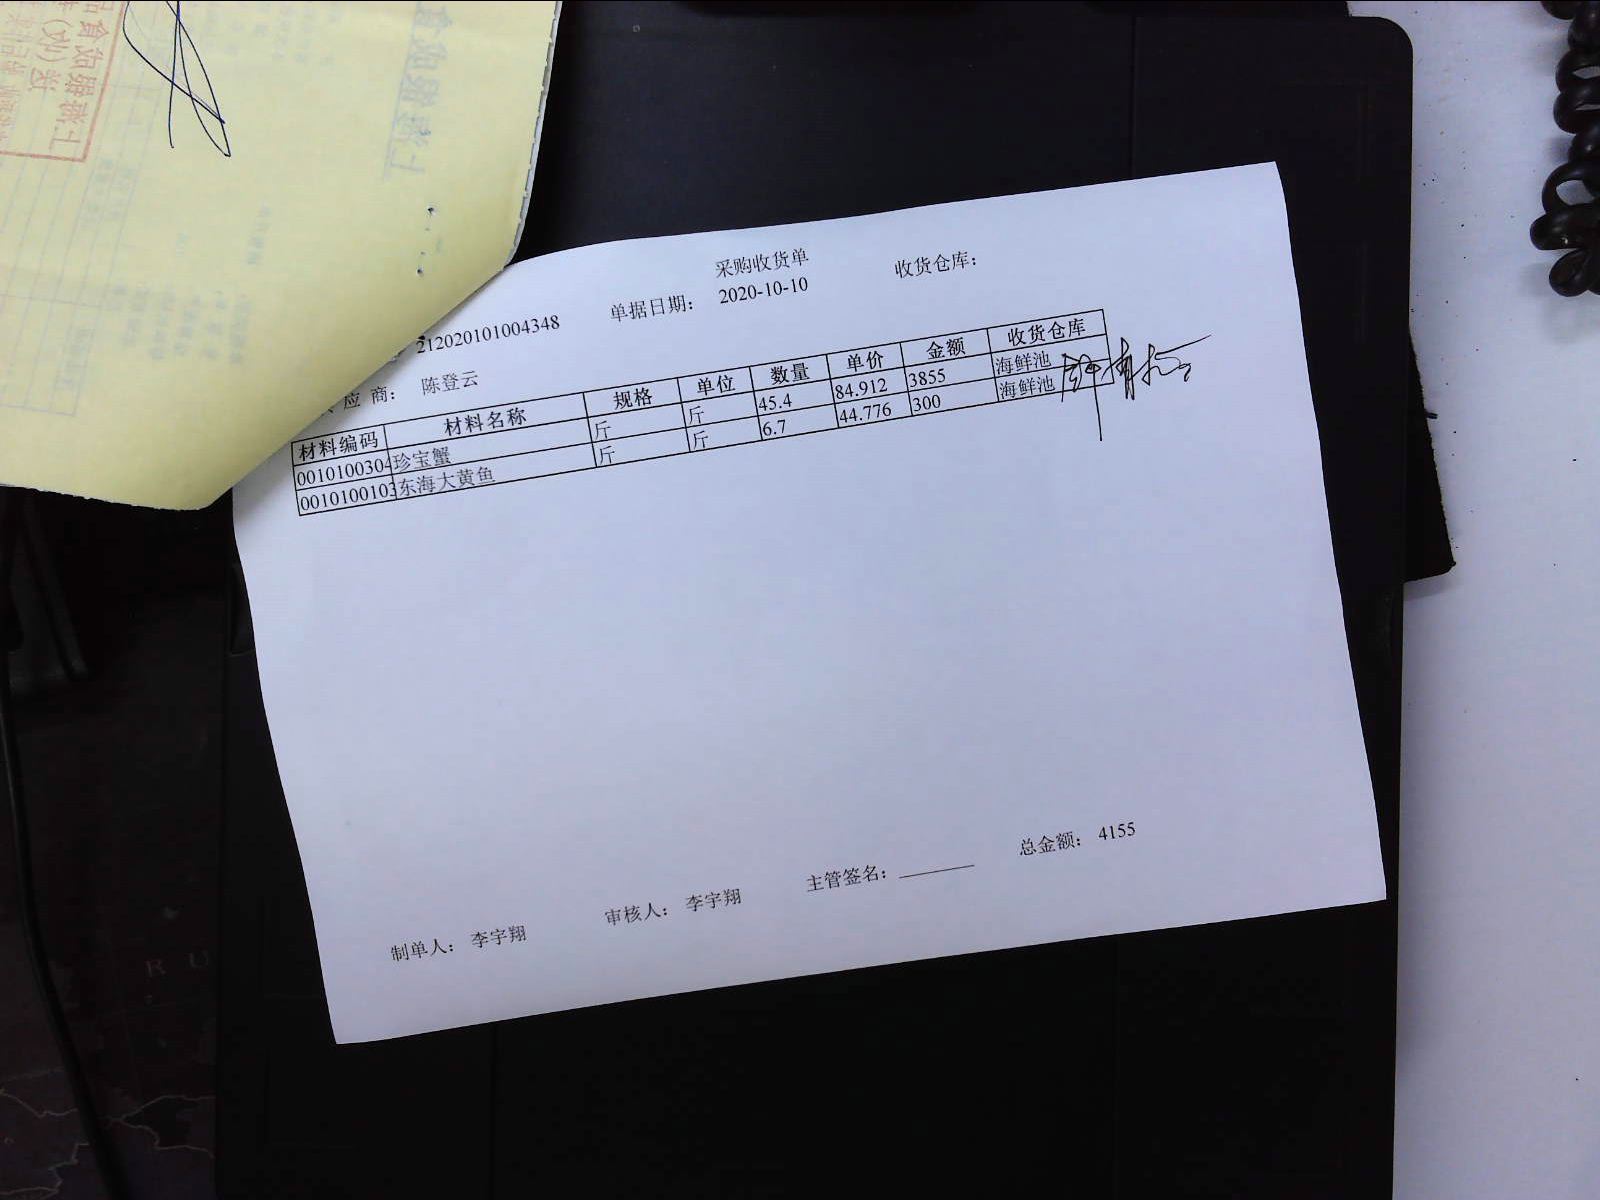 采购收货单
收货仓库：
212020101004348 单据日期： 2020-10-10
应 商： 陈登云
材料编码 材料名称 规格 单位 数量 单价 金额 收货仓库
0010100304 珍宝蟹 斤 斤 45.4 84.912 3855 海鲜池
001010010 东海大黄鱼 斤 斤 6.7 44.776 300 海鲜池
制单人： 李宇翔 审核人： 李宇翔 主管签名： 总金额： 4155